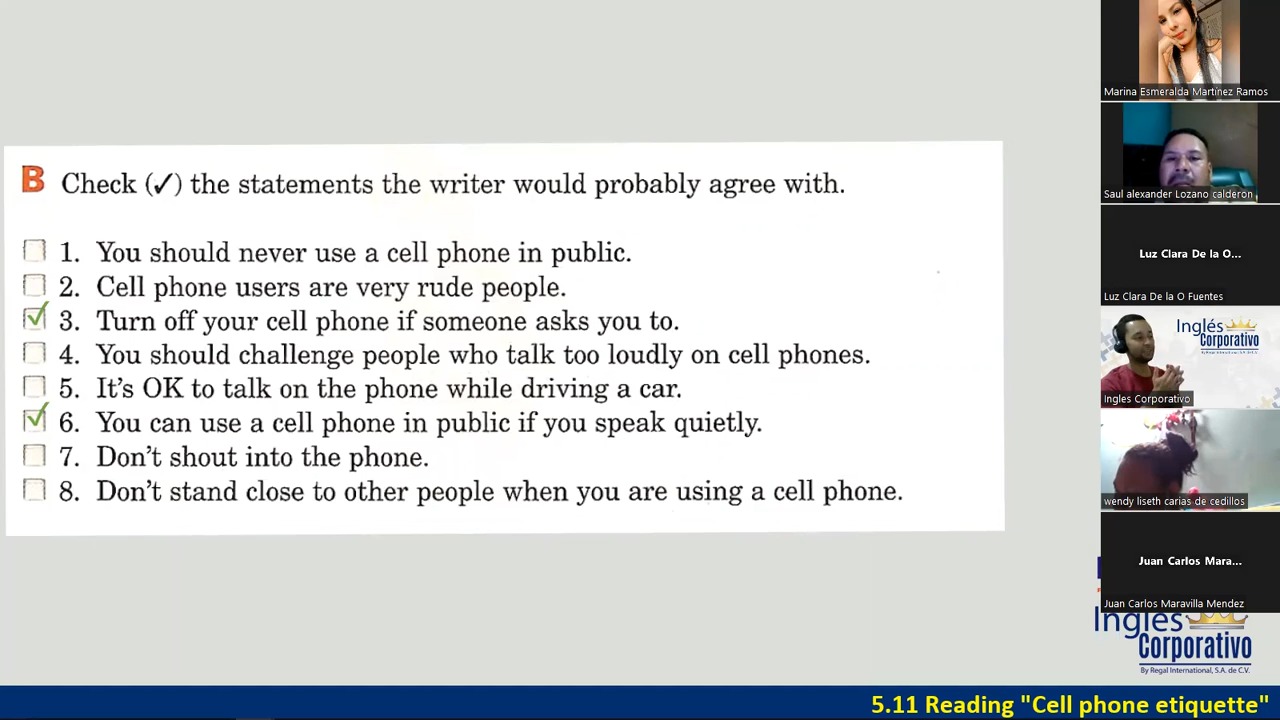 B Check (✓) the statements the writer would probably agree with.
1. You should never use a cell phone in public.
2. Cell phone users are very rude people.
✓ 3. Turn off your cell phone if someone asks you to.
4. You should challenge people who talk too loudly on cell phones.
5. It's OK to talk on the phone while driving a car.
✓ 6. You can use a cell phone in public if you speak quietly.
7. Don't shout into the phone.
8. Don't stand close to other people when you are using a cell phone.
Marina Esmeralda Martínez Ramos
Saul alexander Lozano calderon
Luz Clara De la O...
Luz Clara De la O Fuentes
Inglés
Corporativo
Ingles Corporativo
wendy liseth carias de cedillos
Juan Carlos Mara...
Juan Carlos Maravilla Mendez
Inglés
Corporativo
By Regal International, S.A. de C.V.
5.11 Reading "Cell phone etiquette"